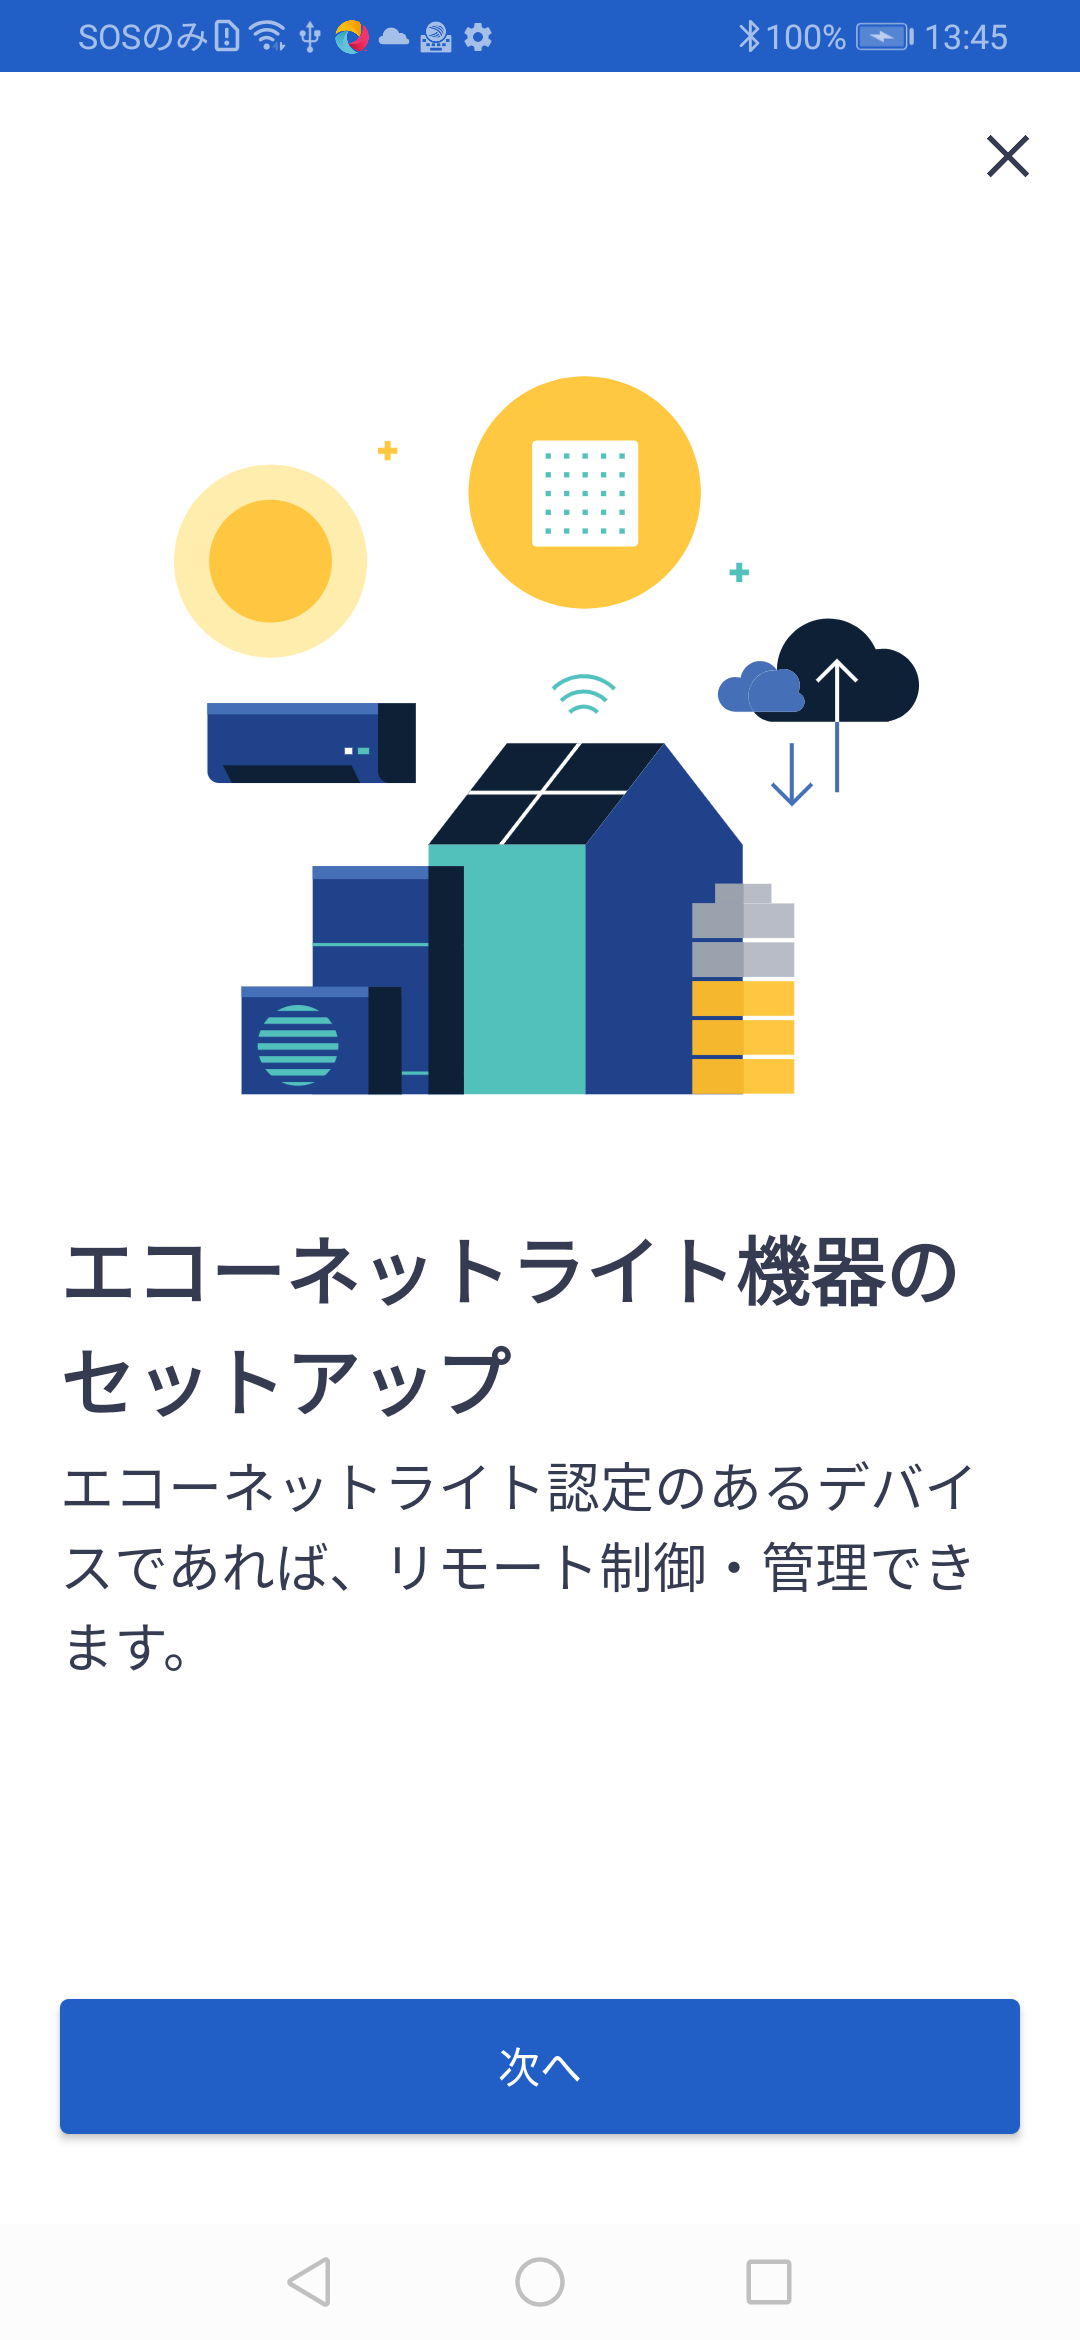 SOSのみ 100% 13:45
エコーネットライト機器の
セットアップ
エコーネットライト認定のあるデバイ
スであれば、リモート制御・管理でき
ます。
次へ